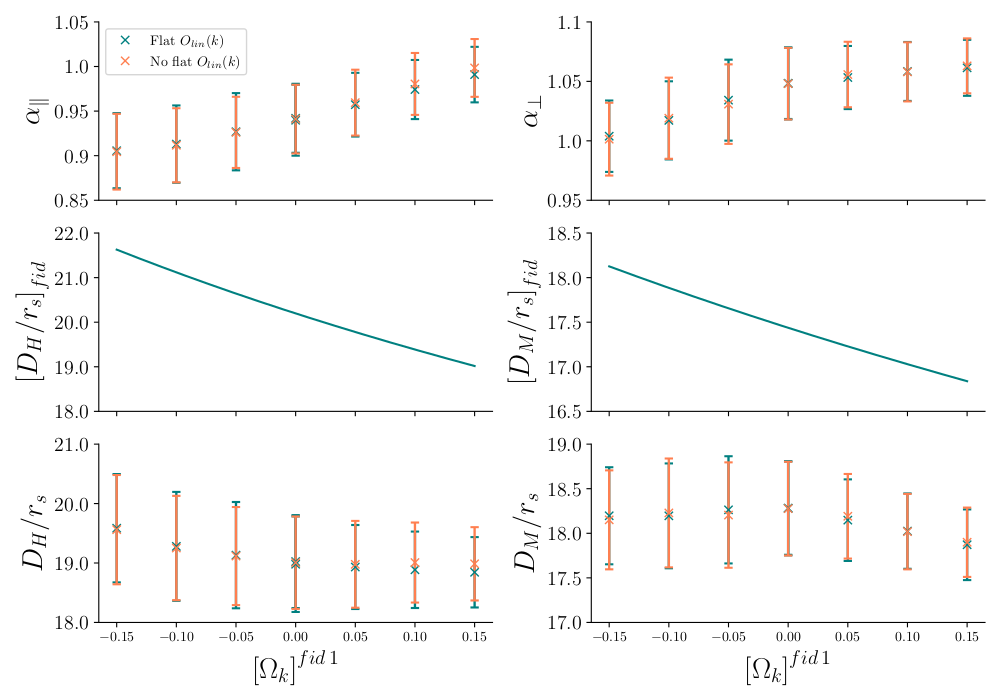 1.05
1.0
0.95
0.9
0.85
α∥
Flat O_lin(k)
No flat O_lin(k)
1.1
1.05
1.0
0.95
α⊥
22.0
21.0
20.0
19.0
18.0
[D_H/r_s]_fid
18.5
18.0
17.5
17.0
16.5
[D_M/r_s]_fid
21.0
20.0
19.0
18.0
D_H/r_s
−0.15 −0.10 −0.05 0.00 0.05 0.10 0.15
[Ω_k]^fid 1
19.0
18.5
18.0
17.5
17.0
D_M/r_s
−0.15 −0.10 −0.05 0.00 0.05 0.10 0.15
[Ω_k]^fid 1